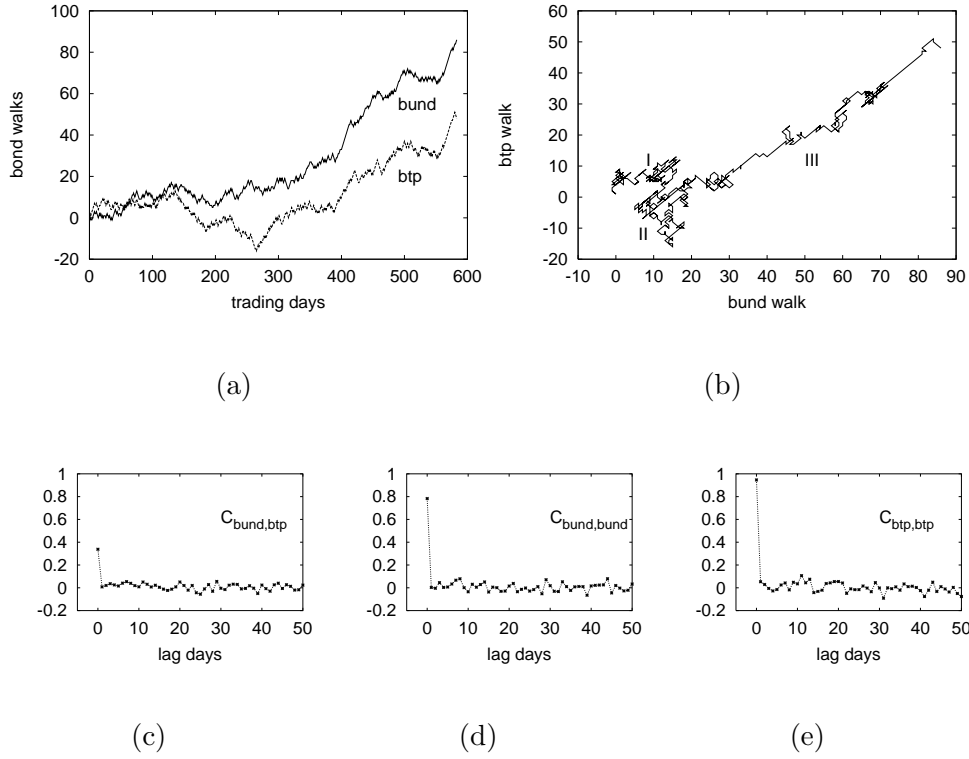 100
80
60
40
20
0
-20
0 100 200 300 400 500 600
bond walks
trading days
bund
btp
(a)
60
50
40
30
20
10
0
-10
-20
-10 0 10 20 30 40 50 60 70 80 90
btp walk
bund walk
I
II
III
(b)
1
0.8
0.6
0.4
0.2
0
-0.2
0 10 20 30 40 50
lag days
C bund,btp
(c)
1
0.8
0.6
0.4
0.2
0
-0.2
0 10 20 30 40 50
lag days
C bund,bund
(d)
1
0.8
0.6
0.4
0.2
0
-0.2
0 10 20 30 40 50
lag days
C btp,btp
(e)